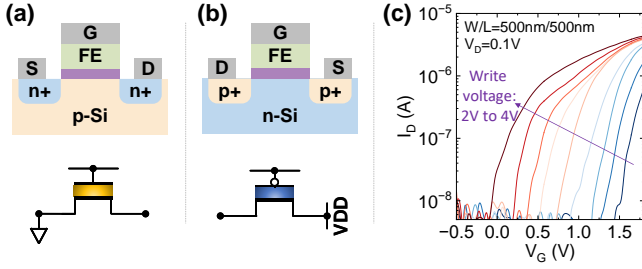 (a)
G
FE
S
D
n+
n+
p-Si
(b)
G
FE
D
S
p+
p+
n-Si
VDD
(c)
W/L=500nm/500nm
V_D=0.1V
Write
voltage:
2V to 4V
10⁻⁵
10⁻⁶
10⁻⁷
10⁻⁸
I_D (A)
-0.5 0.0 0.5 1.0 1.5
V_G (V)